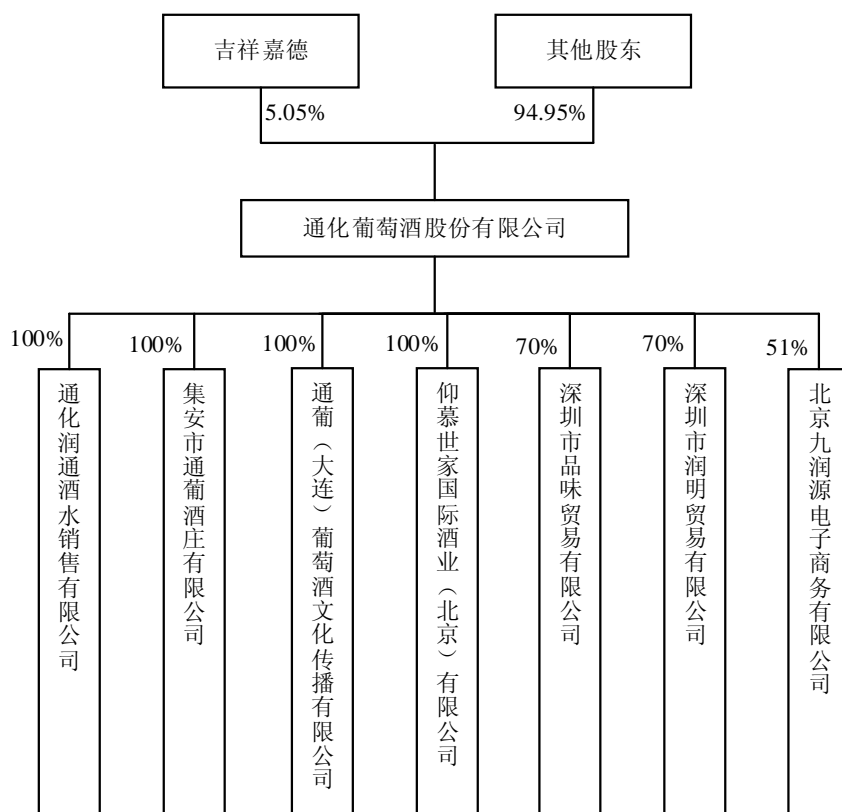 吉祥嘉德
其他股东
5.05%
94.95%
通化葡萄酒股份有限公司
100%
100%
100%
100%
70%
70%
51%
通化润通酒水销售有限公司
集安市通葡酒庄有限公司
通葡（大连）葡萄酒文化传播有限公司
仰慕世家国际酒业（北京）有限公司
深圳市品味贸易有限公司
深圳市润明贸易有限公司
北京九润源电子商务有限公司